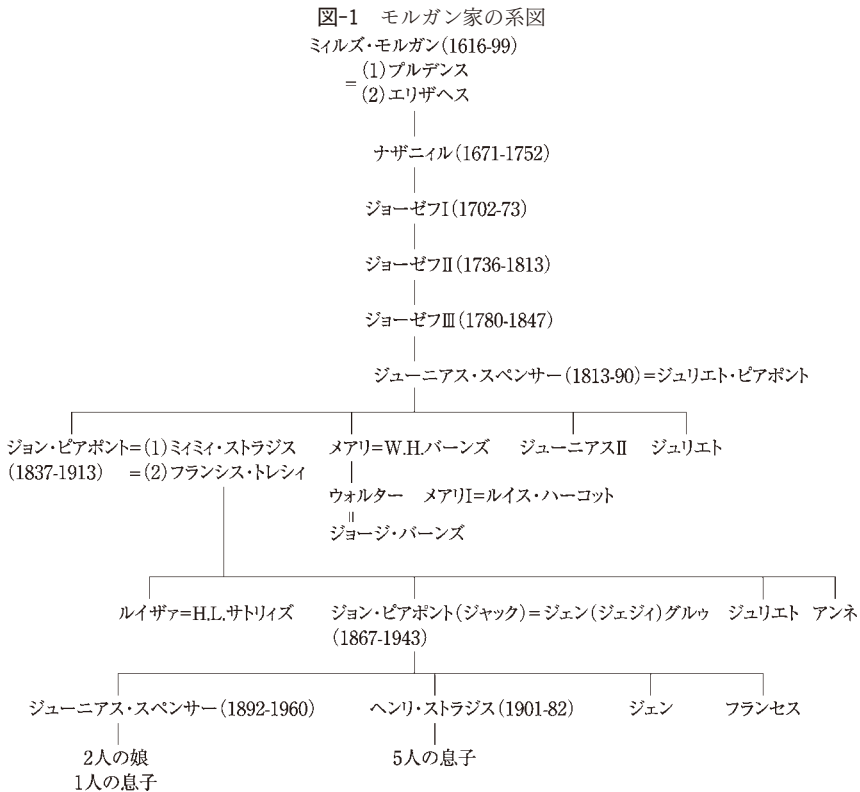 図-1 モルガン家の系図
ミィルズ・モルガン(1616-99)
=(1)プルデンス
(2)エリザヘス
ナザニィル(1671-1752)
ジョーゼフⅠ(1702-73)
ジョーゼフⅡ(1736-1813)
ジョーゼフⅢ(1780-1847)
ジューニアス・スペンサー(1813-90)=ジュリエト・ピアポント
ジョン・ピアポント=(1)ミィミィ・ストラジス メアリ=W.H.バーンズ ジューニアスⅡ ジュリエト
(1837-1913) =(2)フランシス・トレシィ
ウォルター メアリⅠ=ルイス・ハーコット
=
ジョージ・バーンズ
ルイザァ=H.L.サトリィズ ジョン・ピアポント(ジャック)=ジェン(ジェジィ)グルゥ ジュリエト アンネ
(1867-1943)
ジューニアス・スペンサー(1892-1960) ヘンリ・ストラジス(1901-82) ジェン フランセス
2人の娘 5人の息子
1人の息子